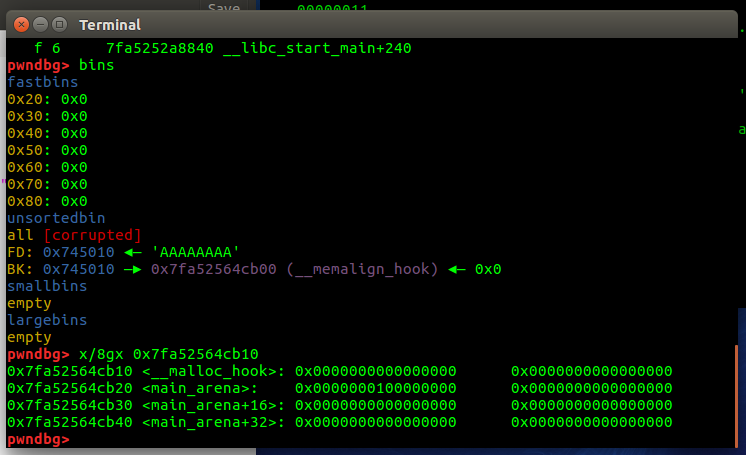 Save
00000011
Terminal
f 6     7fa5252a8840 __libc_start_main+240
pwndbg> bins
fastbins
0x20: 0x0
0x30: 0x0
0x40: 0x0
0x50: 0x0
0x60: 0x0
0x70: 0x0
0x80: 0x0
unsortedbin
all [corrupted]
FD: 0x745010 ◂— 'AAAAAAAA'
BK: 0x745010 —▸ 0x7fa52564cb00 (__memalign_hook) ◂— 0x0
smallbins
empty
largebins
empty
pwndbg> x/8gx 0x7fa52564cb10
0x7fa52564cb10 <__malloc_hook>: 0x0000000000000000      0x0000000000000000
0x7fa52564cb20 <main_arena>:    0x0000000100000000      0x0000000000000000
0x7fa52564cb30 <main_arena+16>: 0x0000000000000000      0x0000000000000000
0x7fa52564cb40 <main_arena+32>: 0x0000000000000000      0x0000000000000000
pwndbg>